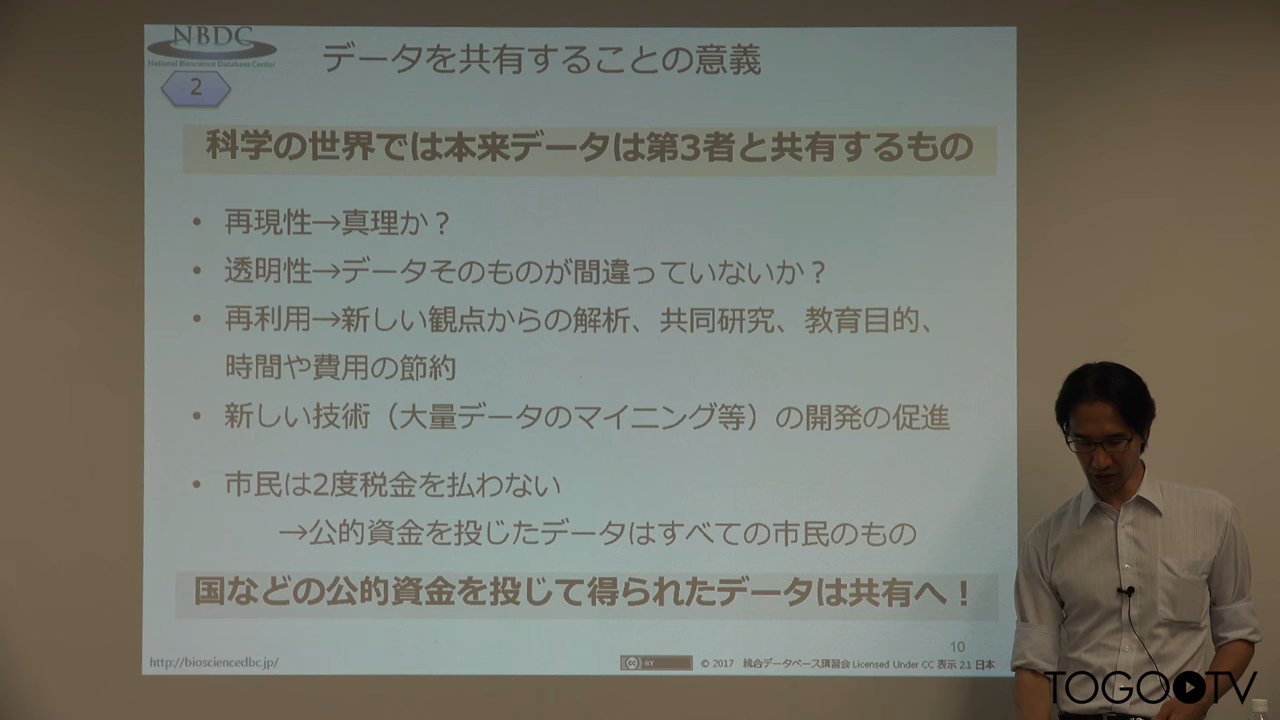 NBDC
National Bioscience Database Center
2
データを共有することの意義
科学の世界では本来データは第3者と共有するもの
• 再現性→真理か？
• 透明性→データそのものが間違っていないか？
• 再利用→新しい観点からの解析、共同研究、教育目的、
時間や費用の節約
• 新しい技術（大量データのマイニング等）の開発の促進
• 市民は2度税金を払わない
→公的資金を投じたデータはすべての市民のもの
国などの公的資金を投じて得られたデータは共有へ！
10
http://biosciencedbc.jp/
cc BY
© 2017 統合データベース講習会 Licensed Under CC 表示 2.1 日本
TOGOTV